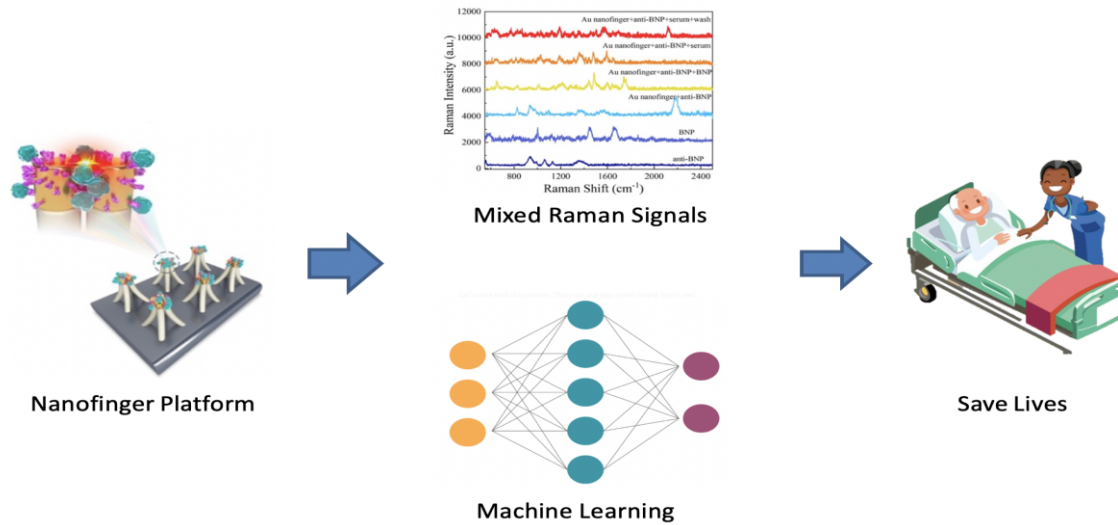 Au nanofinger+anti-BNP+serum+wash
Au nanofinger+anti-BNP+serum
Au nanofinger+anti-BNP+BNP
Au nanofinger+anti-BNP
BNP
anti-BNP
Raman Intensity (a.u.)
10000
8000
6000
4000
2000
0
12000
800
1200
1600
2000
2400
Raman Shift (cm⁻¹)
Mixed Raman Signals
Nanofinger Platform
Save Lives
Machine Learning